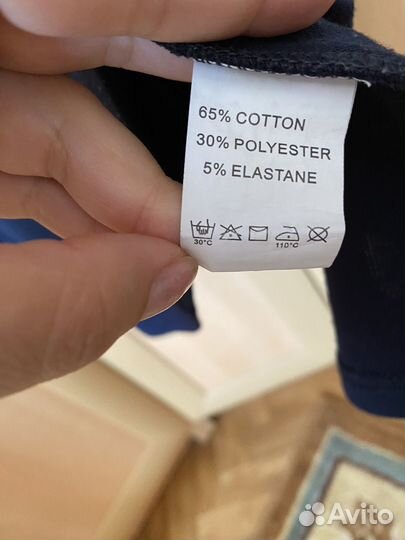 65% COTTON
30% POLYESTER
5% ELASTANE
30°C 110°C
Avito